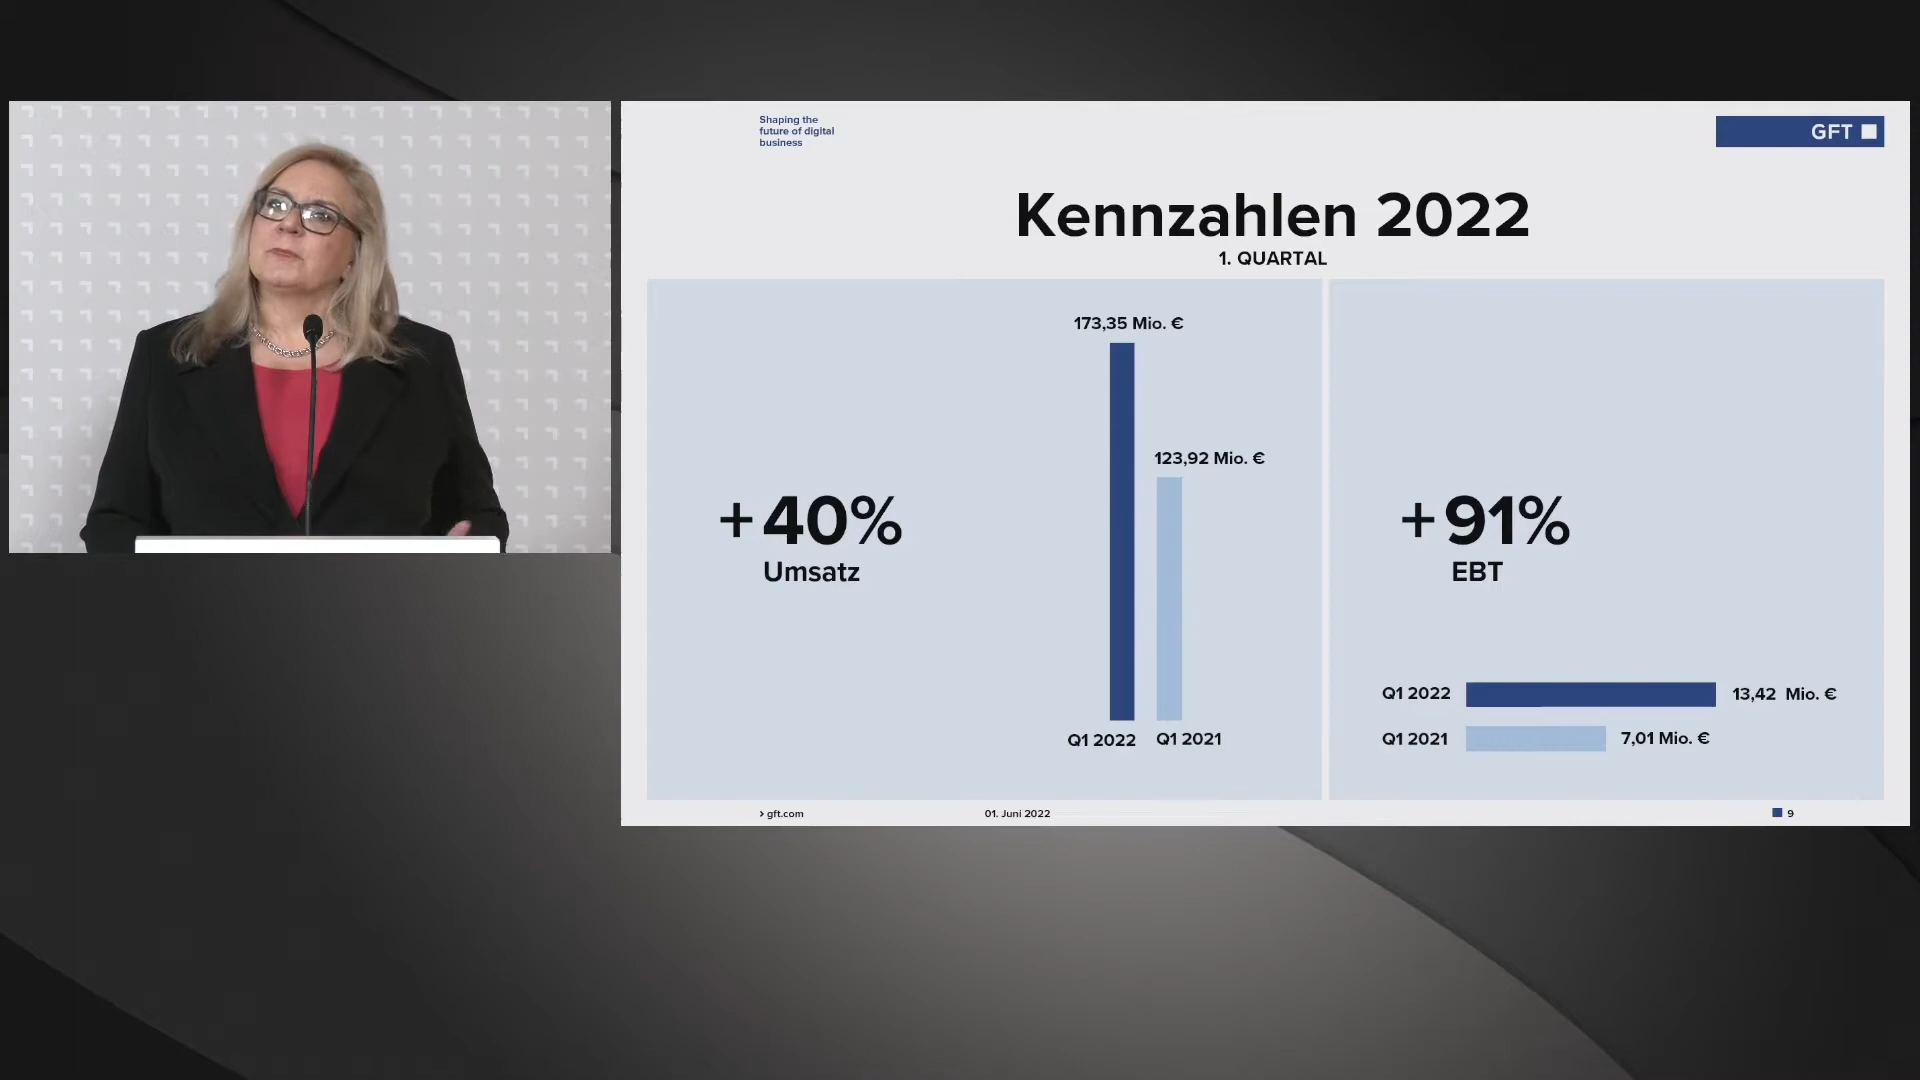 Shaping the
future of digital
business
GFT
Kennzahlen 2022
1. QUARTAL
173,35 Mio. €
123,92 Mio. €
+40%
Umsatz
Q1 2022
Q1 2021
+91%
EBT
Q1 2022
13,42 Mio. €
Q1 2021
7,01 Mio. €
> gft.com
01. Juni 2022
9